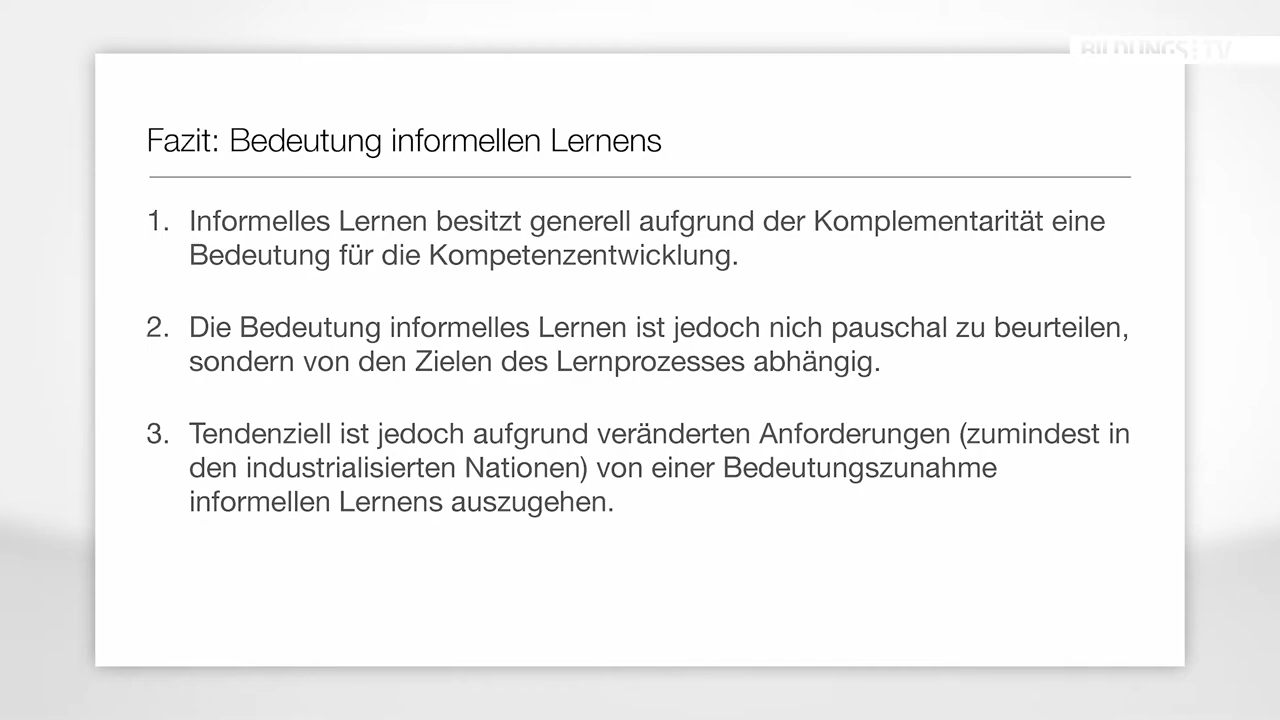 BILDUNGS TV
Fazit: Bedeutung informellen Lernens
1. Informelles Lernen besitzt generell aufgrund der Komplementarität eine
Bedeutung für die Kompetenzentwicklung.
2. Die Bedeutung informelles Lernen ist jedoch nich pauschal zu beurteilen,
sondern von den Zielen des Lernprozesses abhängig.
3. Tendenziell ist jedoch aufgrund veränderten Anforderungen (zumindest in
den industrialisierten Nationen) von einer Bedeutungszunahme
informellen Lernens auszugehen.